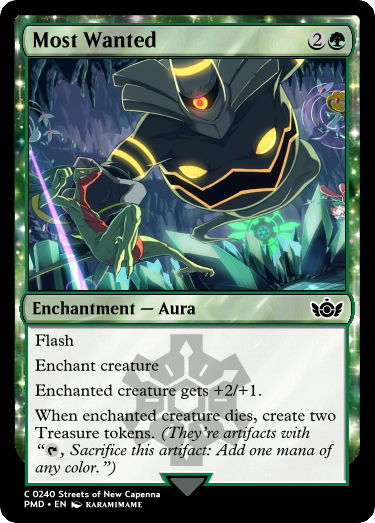 Most Wanted 2
Enchantment — Aura
Flash
Enchant creature
Enchanted creature gets +2/+1.
When enchanted creature dies, create two
Treasure tokens. (They're artifacts with
“, Sacrifice this artifact: Add one mana of
any color.”)
C 0240 Streets of New Capenna
PMD • EN KARAMIMAME